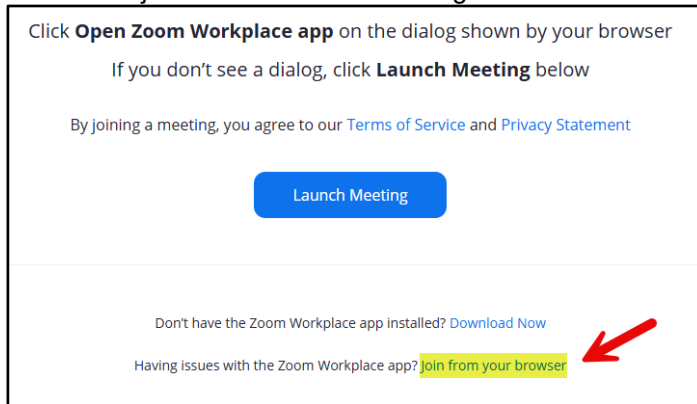 Click Open Zoom Workplace app on the dialog shown by your browser
If you don't see a dialog, click Launch Meeting below
By joining a meeting, you agree to our Terms of Service and Privacy Statement
Launch Meeting
Don't have the Zoom Workplace app installed? Download Now
Having issues with the Zoom Workplace app? Join from your browser